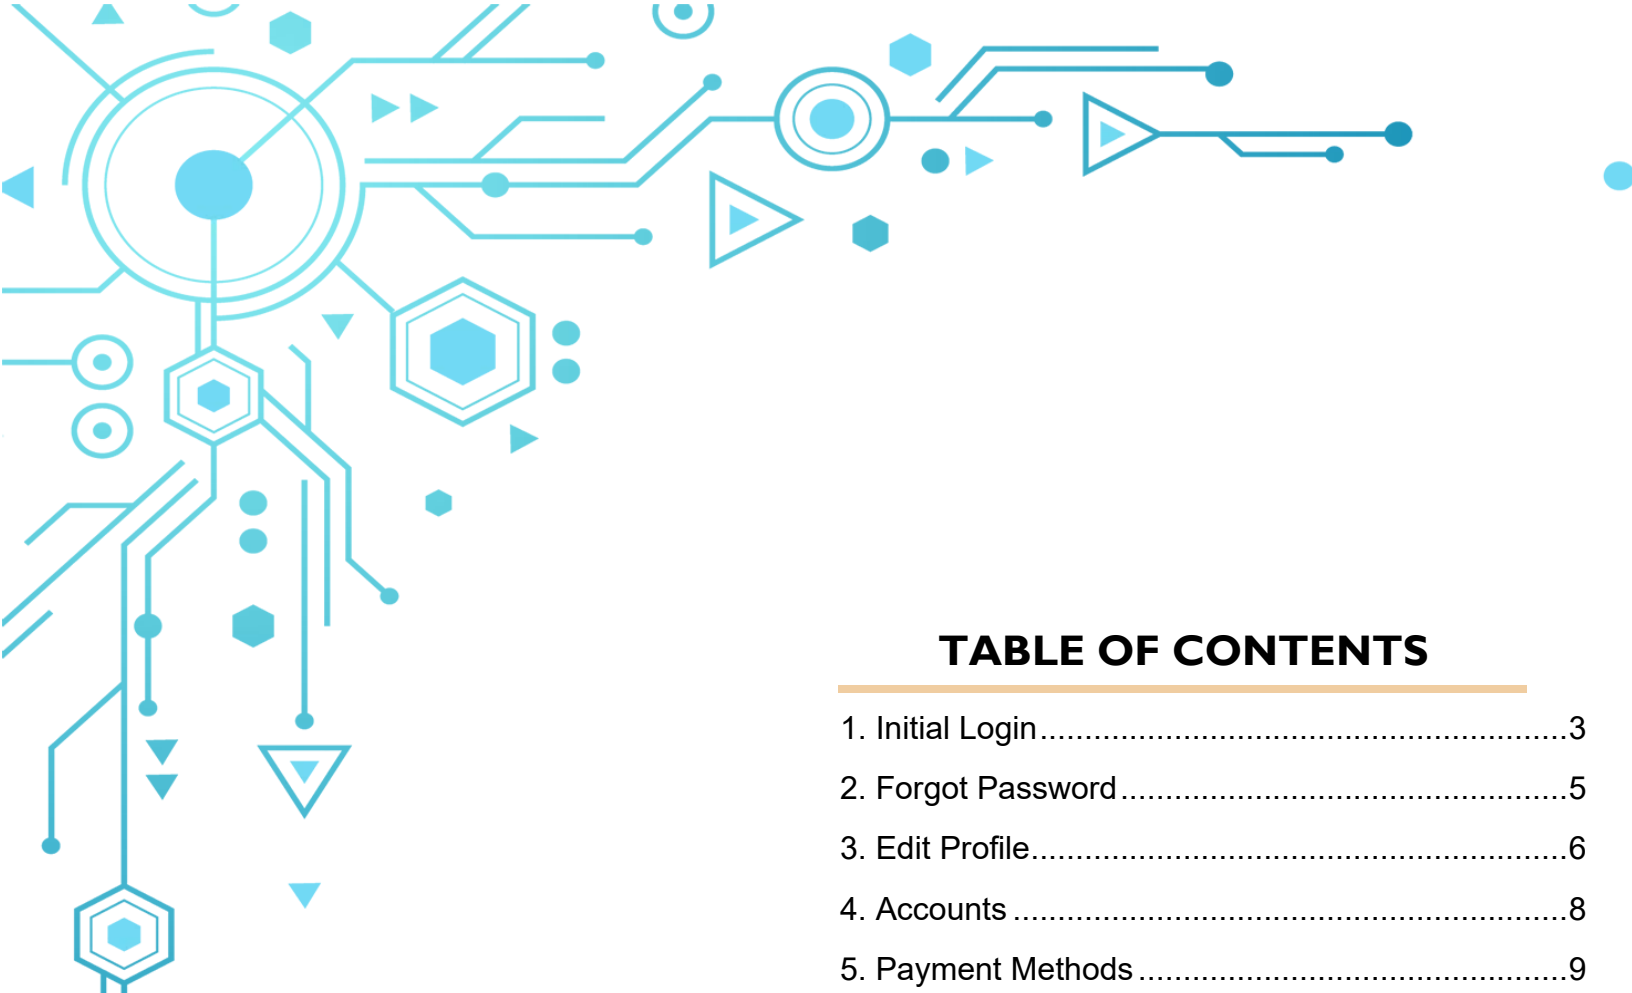 TABLE OF CONTENTS
1. Initial Login...........................................................3
2. Forgot Password..................................................5
3. Edit Profile............................................................6
4. Accounts ..............................................................8
5. Payment Methods ................................................9